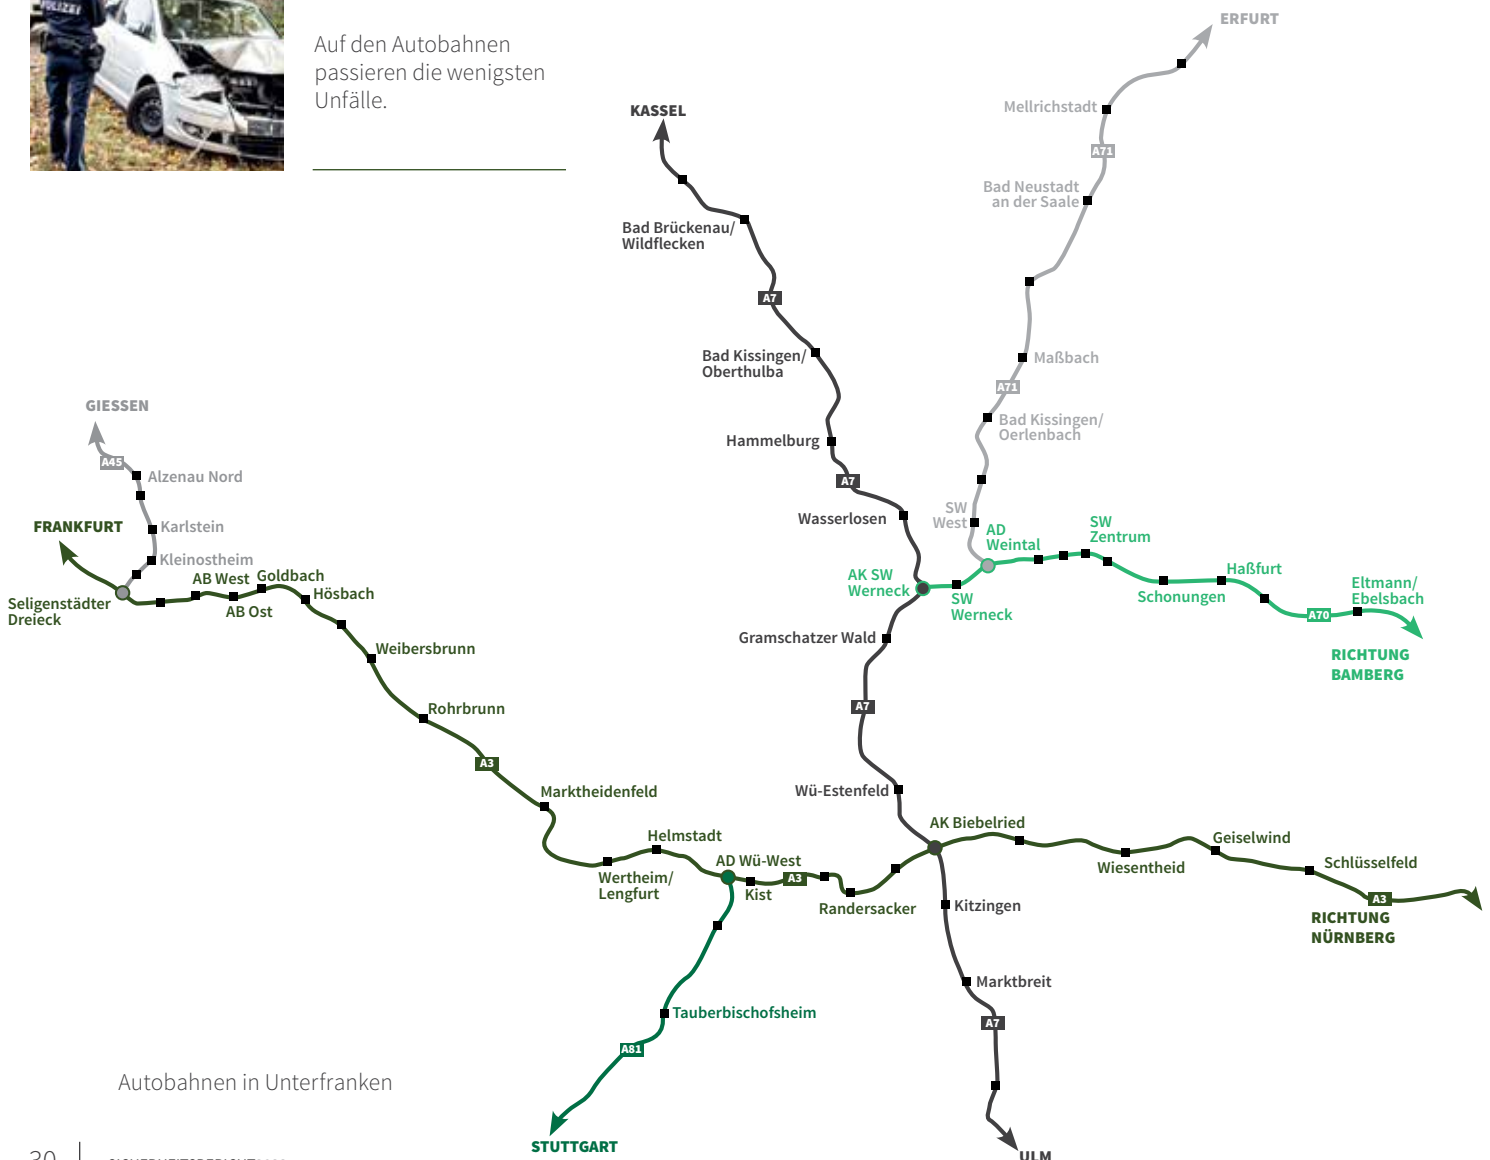 POLIZEI
Auf den Autobahnen
passieren die wenigsten
Unfälle.
ERFURT
KASSEL
Mellrichstadt
A71
Bad Neustadt
an der Saale
Bad Brückenau/
Wildflecken
A7
Bad Kissingen/
Oberthulba
Maßbach
A71
Bad Kissingen/
Oerlenbach
GIESSEN
A45
Alzenau Nord
Hammelburg
A7
SW
West
Wasserlosen
AD
Weintal
SW
Zentrum
FRANKFURT
Karlstein
Kleinostheim
AB West
Goldbach
Hösbach
AB Ost
Seligenstädter
Dreieck
AK SW
Werneck
SW
Werneck
Haßfurt
Schonungen
Eltmann/
Ebelsbach
A70
RICHTUNG
BAMBERG
Gramschatzer Wald
Weibersbrunn
Rohrbrunn
A7
A3
Marktheidenfeld
Wü-Estenfeld
Helmstadt
AD Wü-West
AK Biebelried
Geiselwind
Wiesentheid
Schlüsselfeld
Wertheim/
Lengfurt
Kist
A3
Randersacker
A3
RICHTUNG
NÜRNBERG
Kitzingen
Marktbreit
A7
Tauberbischofsheim
A81
Autobahnen in Unterfranken
STUTTGART
ULM
30